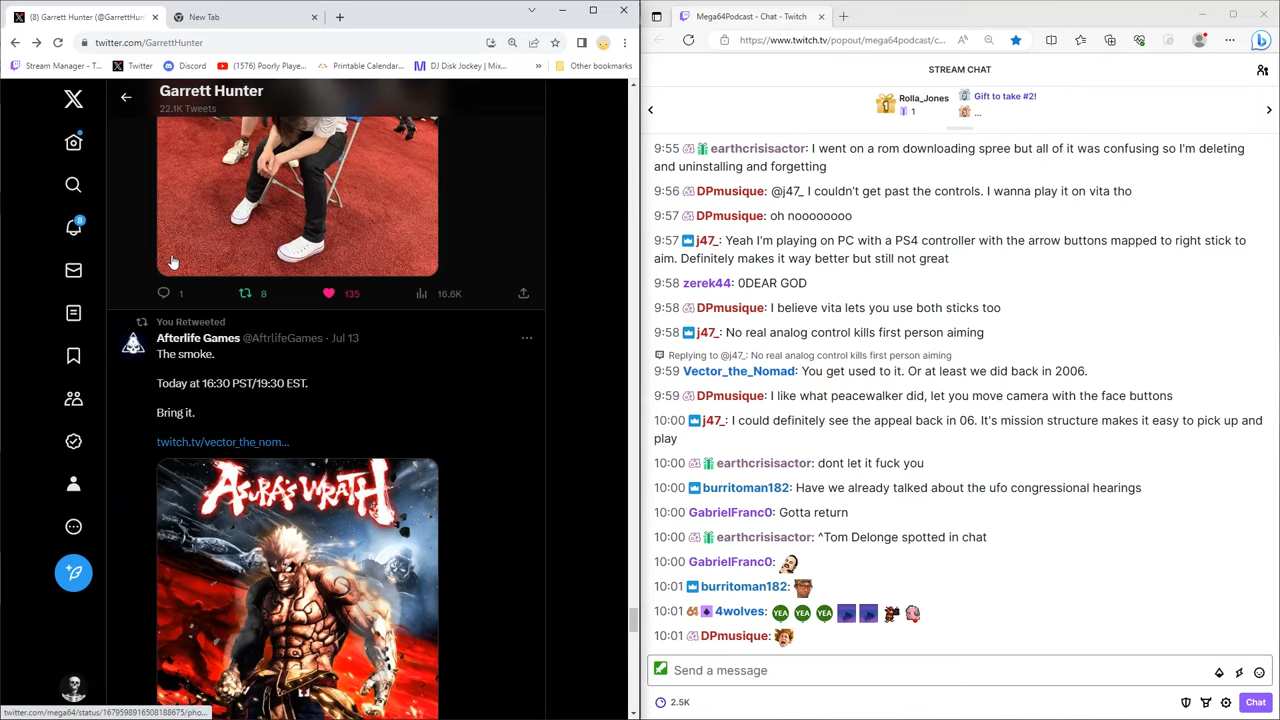 (8) Garrett Hunter (@GarrettHun
New Tab
Mega64Podcast - Chat - Twitch
twitter.com/GarrettHunter
https://www.twitch.tv/popout/mega64podcast/c...
Stream Manager - T...
Twitter
Discord
(1576) Poorly Playe...
Printable Calendar...
DJ Disk Jockey | Mix...
»
Other bookmarks
Garrett Hunter
22.1K Tweets
8
1
8
135
16.6K
You Retweeted
Afterlife Games @AftrlifeGames · Jul 13
The smoke.
Today at 16:30 PST/19:30 EST.
Bring it.
twitch.tv/vector_the_nom...
ASURA'S WRATH
twitter.com/mega64/status/1679598916508188675/pho...
STREAM CHAT
Rolla_Jones
1
Gift to take #2!
...
9:55 earthcrisisactor: I went on a rom downloading spree but all of it was confusing so I'm deleting
and uninstalling and forgetting
9:56 DPmusique: @j47_ I couldn't get past the controls. I wanna play it on vita tho
9:57 DPmusique: oh nooooooooo
9:57 j47_: Yeah I'm playing on PC with a PS4 controller with the arrow buttons mapped to right stick to
aim. Definitely makes it way better but still not great
9:58 zerek44: 0DEAR GOD
9:58 DPmusique: I believe vita lets you use both sticks too
9:58 j47_: No real analog control kills first person aiming
Replying to @j47_: No real analog control kills first person aiming
9:59 Vector_the_Nomad: You get used to it. Or at least we did back in 2006.
9:59 DPmusique: I like what peacewalker did, let you move camera with the face buttons
10:00 j47_: I could definitely see the appeal back in 06. It's mission structure makes it easy to pick up and
play
10:00 earthcrisisactor: dont let it fuck you
10:00 burritoman182: Have we already talked about the ufo congressional hearings
10:00 GabrielFranc0: Gotta return
10:00 earthcrisisactor: ^Tom Delonge spotted in chat
10:00 GabrielFranc0:
10:01 burritoman182:
10:01 64 4wolves: YEA YEA YEA
10:01 DPmusique:
Send a message
2.5K
Chat